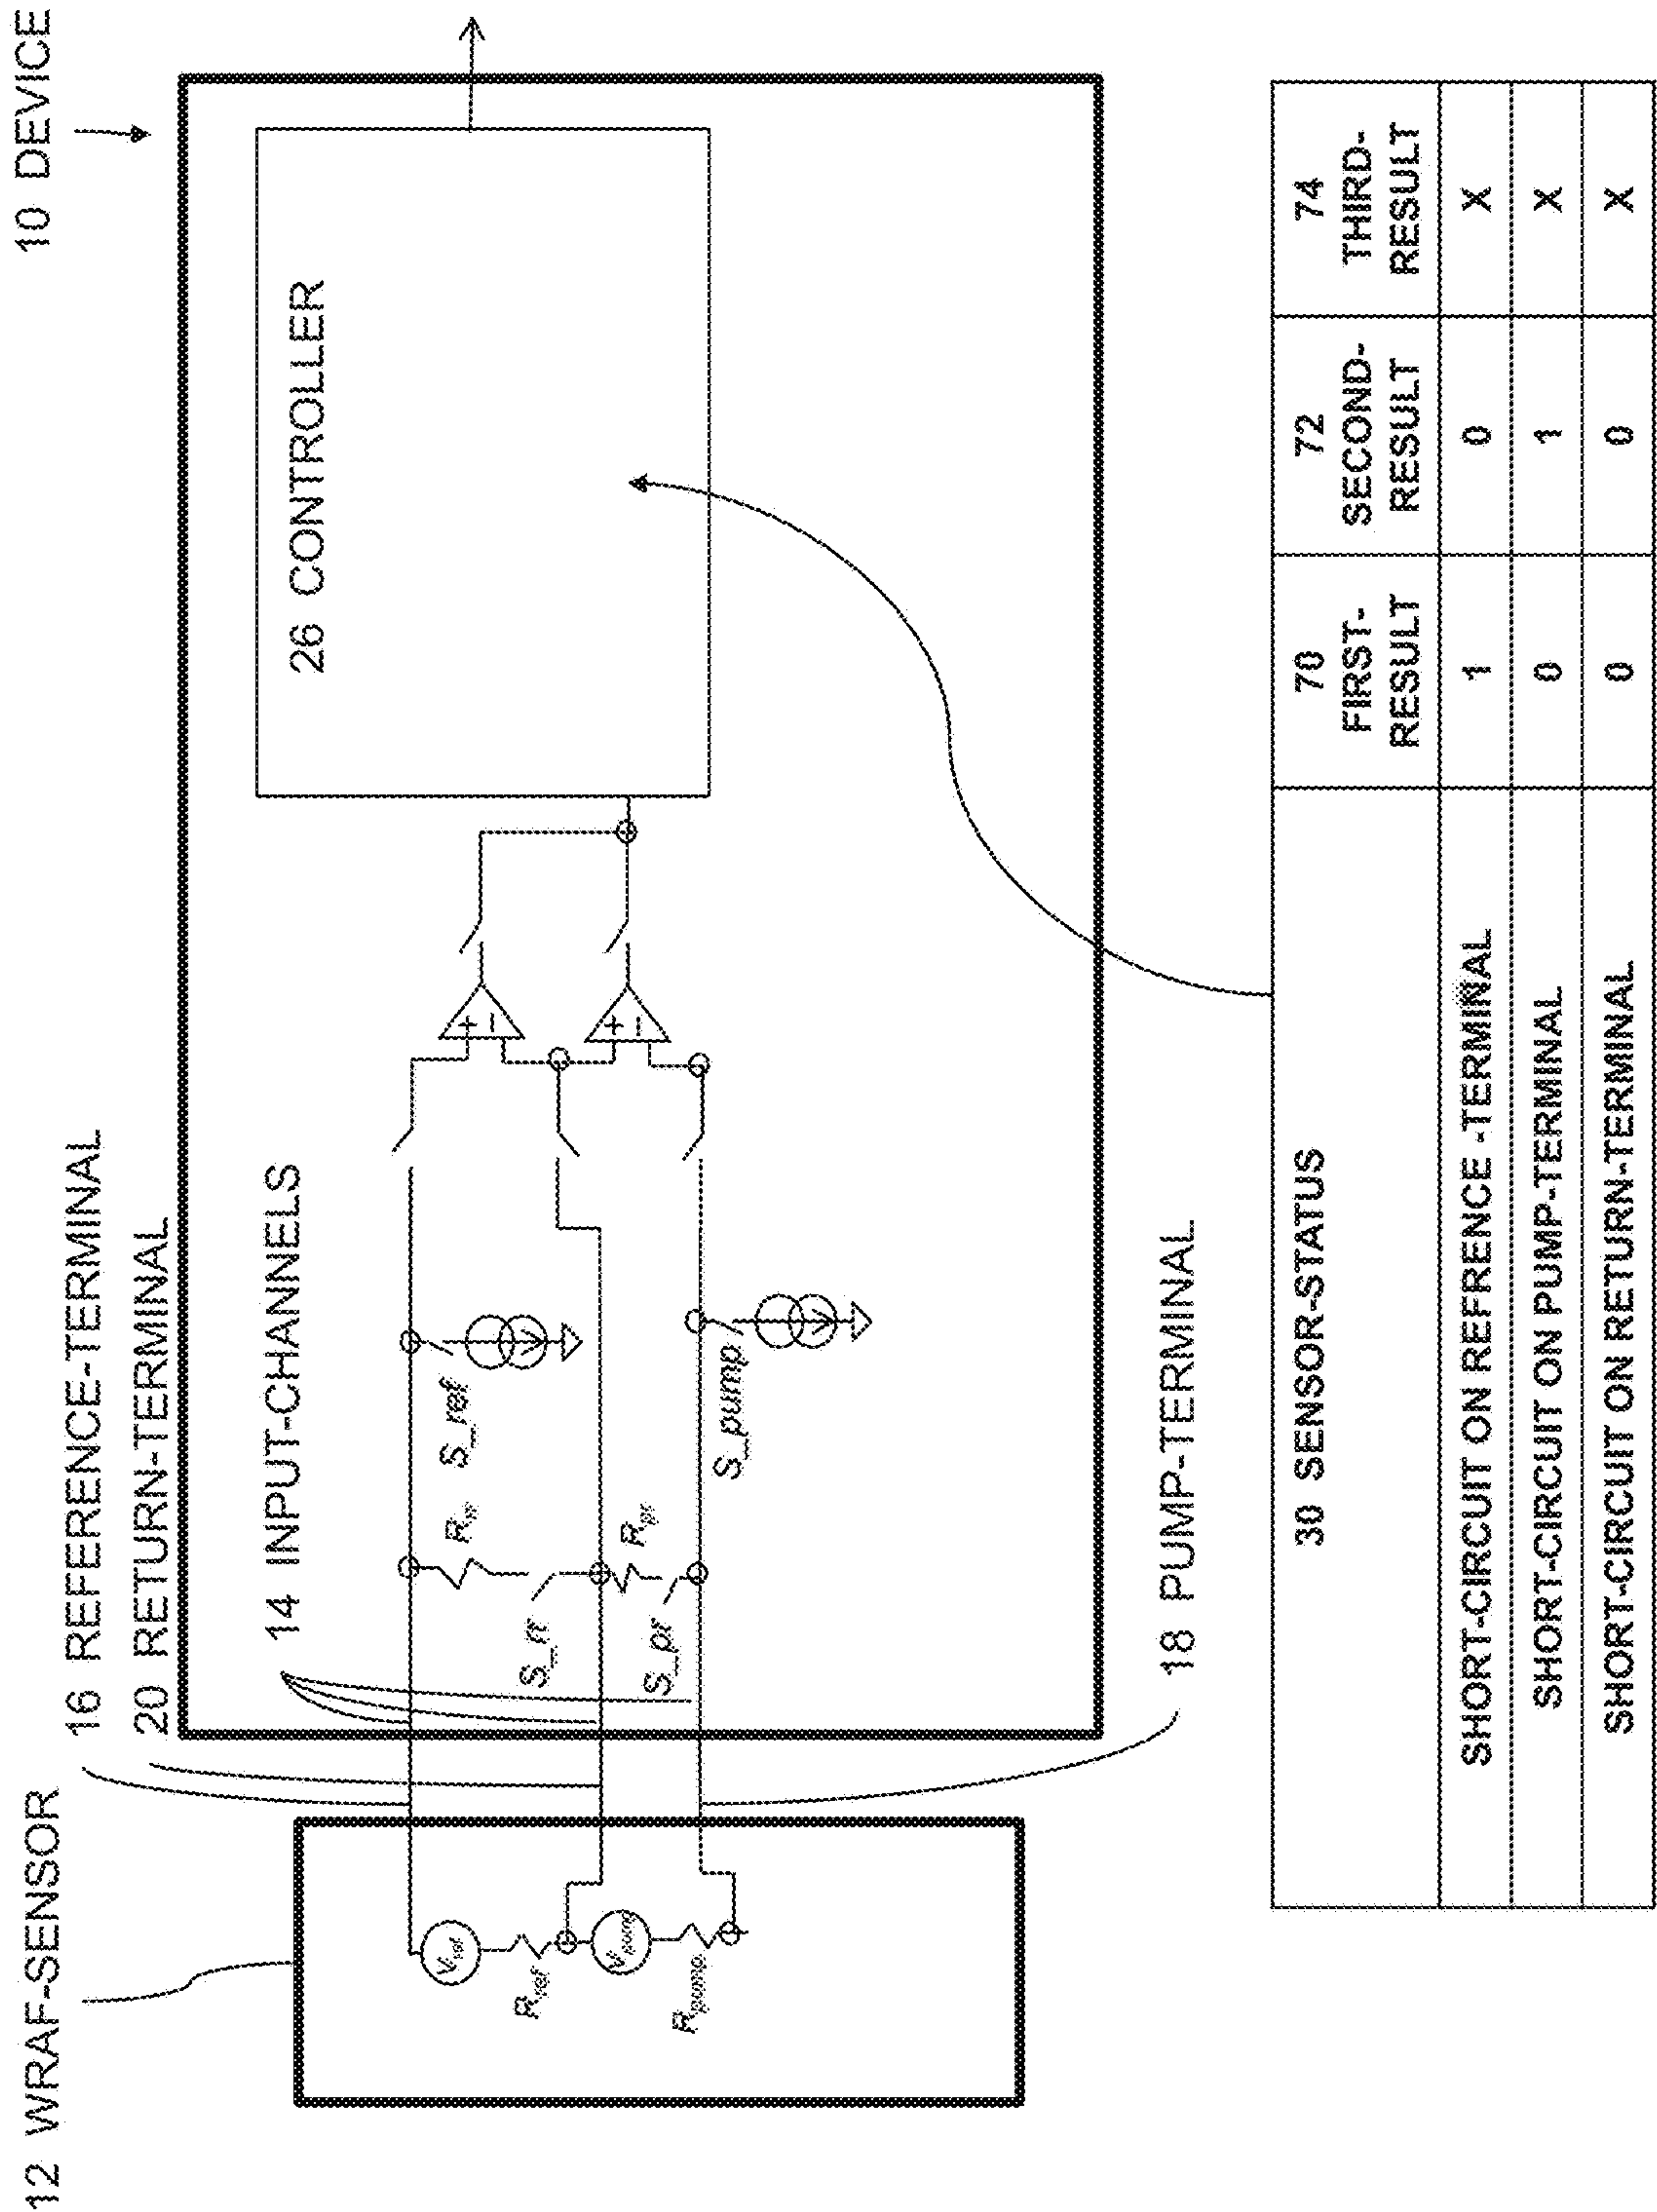 12 WRAF-SENSOR
16 REFERENCE-TERMINAL
20 RETURN-TERMINAL
10 DEVICE
14 INPUT-CHANNELS
26 CONTROLLER
V_ref
R_ref
V_pump
R_pump
R_rr
S_rr
R_pr
S_pr
S_ref
S_pump
+
−
+
−
18 PUMP-TERMINAL
30 SENSOR-STATUS
70
FIRST-
RESULT
72
SECOND-
RESULT
74
THIRD-
RESULT
SHORT-CIRCUIT ON REFERENCE -TERMINAL 1 0 X
SHORT-CIRCUIT ON PUMP-TERMINAL 0 1 X
SHORT-CIRCUIT ON RETURN-TERMINAL 0 0 X